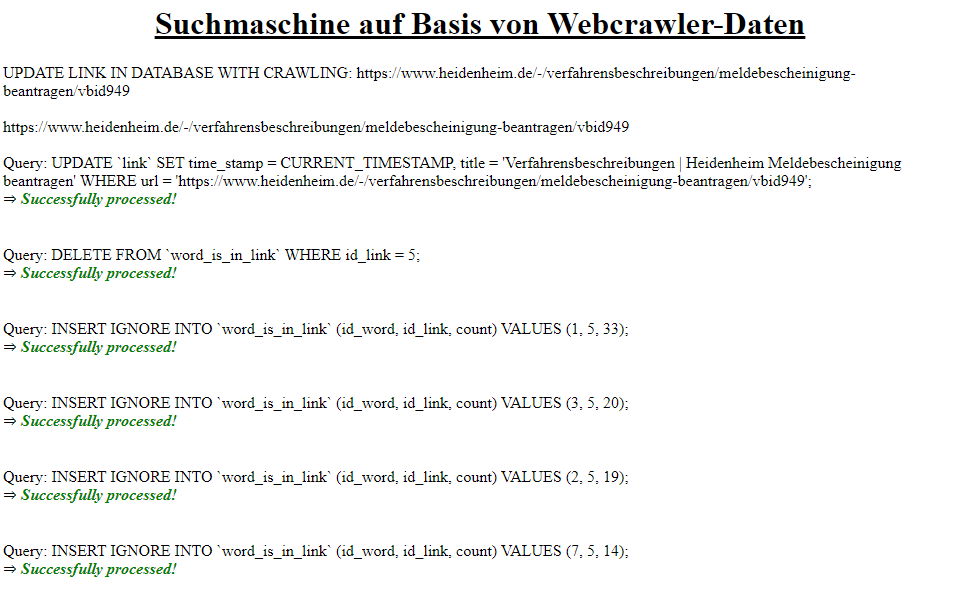 Suchmaschine auf Basis von Webcrawler-Daten
UPDATE LINK IN DATABASE WITH CRAWLING: https://www.heidenheim.de/-/verfahrensbeschreibungen/meldebescheinigung-
beantragen/vbid949
https://www.heidenheim.de/-/verfahrensbeschreibungen/meldebescheinigung-beantragen/vbid949
Query: UPDATE `link` SET time_stamp = CURRENT_TIMESTAMP, title = 'Verfahrensbeschreibungen | Heidenheim Meldebescheinigung
beantragen' WHERE url = 'https://www.heidenheim.de/-/verfahrensbeschreibungen/meldebescheinigung-beantragen/vbid949';
⇒ Successfully processed!
Query: DELETE FROM `word_is_in_link` WHERE id_link = 5;
⇒ Successfully processed!
Query: INSERT IGNORE INTO `word_is_in_link` (id_word, id_link, count) VALUES (1, 5, 33);
⇒ Successfully processed!
Query: INSERT IGNORE INTO `word_is_in_link` (id_word, id_link, count) VALUES (3, 5, 20);
⇒ Successfully processed!
Query: INSERT IGNORE INTO `word_is_in_link` (id_word, id_link, count) VALUES (2, 5, 19);
⇒ Successfully processed!
Query: INSERT IGNORE INTO `word_is_in_link` (id_word, id_link, count) VALUES (7, 5, 14);
⇒ Successfully processed!